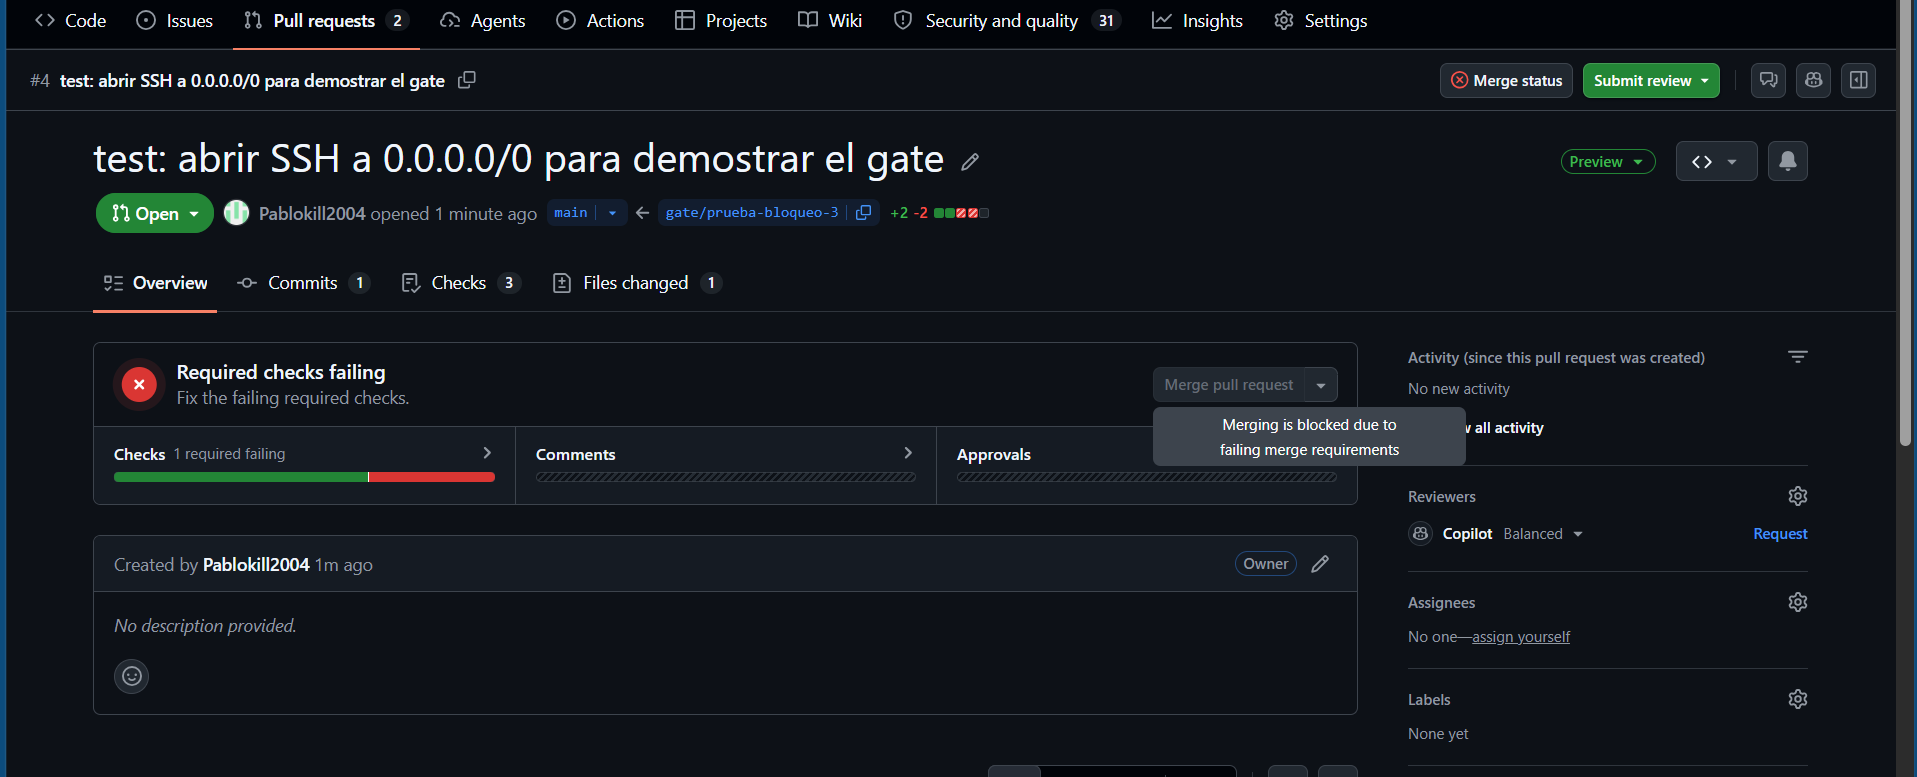 Code Issues Pull requests 2 Agents Actions Projects Wiki Security and quality 31 Insights Settings
#4 test: abrir SSH a 0.0.0.0/0 para demostrar el gate
Merge status Submit review
test: abrir SSH a 0.0.0.0/0 para demostrar el gate
Preview
Open Pablokill2004 opened 1 minute ago main gate/prueba-bloqueo-3 +2 -2
Overview Commits 1 Checks 3 Files changed 1
Required checks failing
Fix the failing required checks.
Merge pull request
Merging is blocked due to
failing merge requirements
Checks 1 required failing
Comments
Approvals
Created by Pablokill2004 1m ago
Owner
No description provided.
Activity (since this pull request was created)
No new activity
all activity
Reviewers
Copilot Balanced Request
Assignees
No one—assign yourself
Labels
None yet